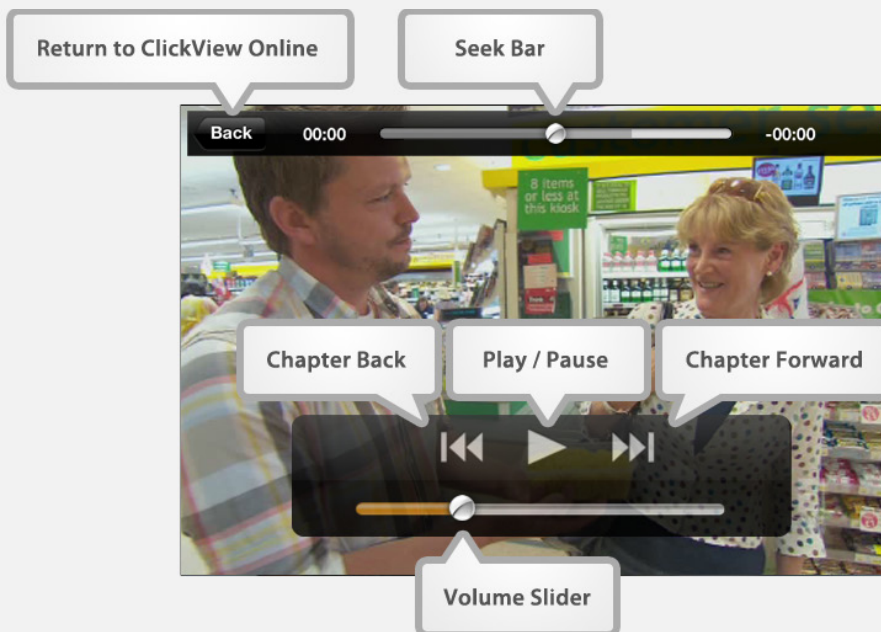 Return to ClickView Online
Seek Bar
Back
00:00
-00:00
8 items
or less at
this kiosk
Chapter Back
Play / Pause
Chapter Forward
Volume Slider